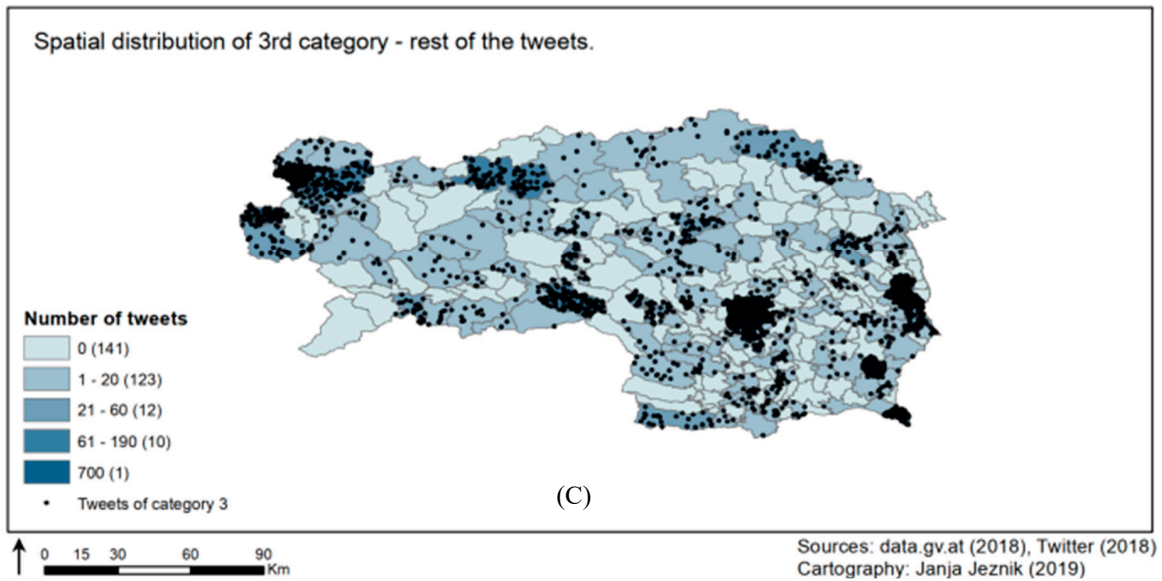 Spatial distribution of 3rd category - rest of the tweets.
Number of tweets
0 (141)
1 - 20 (123)
21 - 60 (12)
61 - 190 (10)
700 (1)
Tweets of category 3
(C)
0 15 30 60 90
Km
Sources: data.gv.at (2018), Twitter (2018)
Cartography: Janja Jeznik (2019)